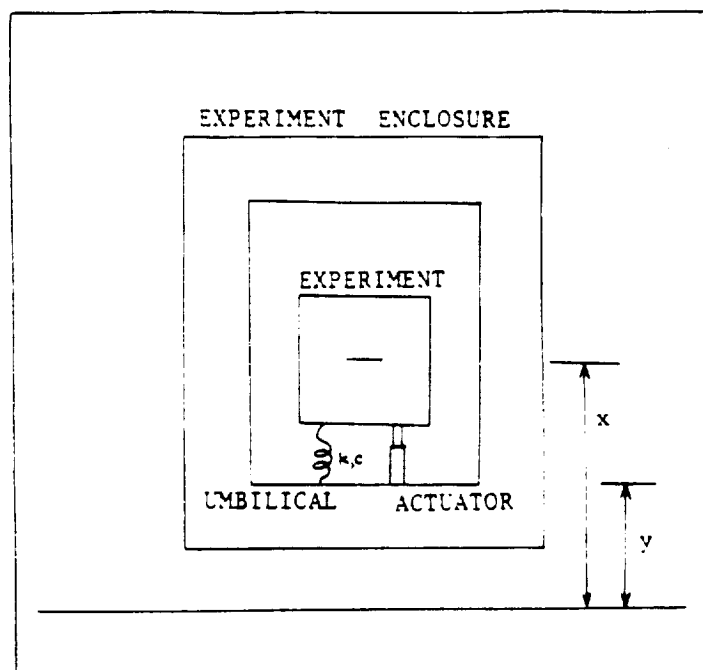 EXPERIMENT ENCLOSURE
EXPERIMENT
k,c
UMBILICAL ACTUATOR
x
y